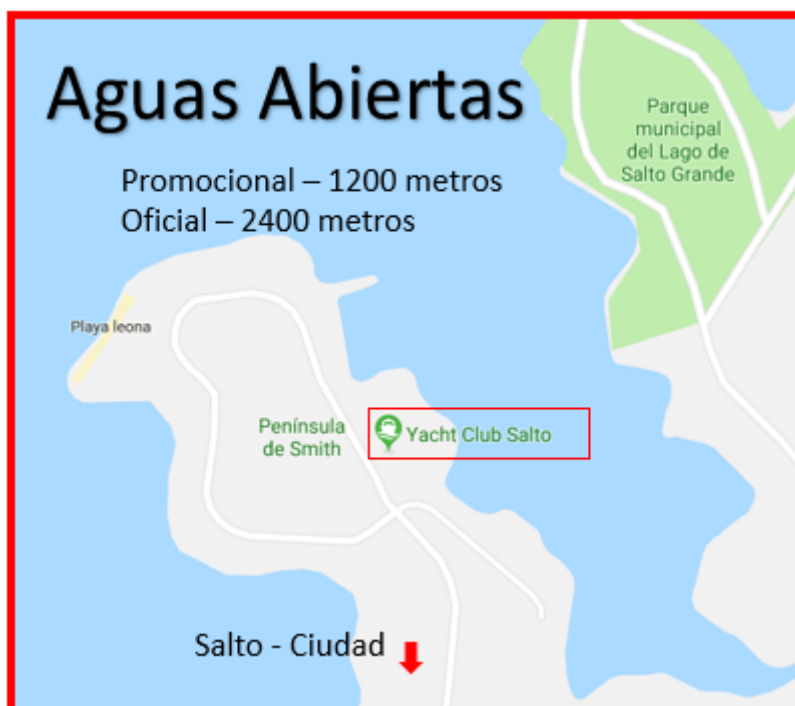 Aguas Abiertas
Promocional – 1200 metros
Oficial – 2400 metros
Parque
municipal
del Lago de
Salto Grande
Playa leona
Península
de Smith
Yacht Club Salto
Salto - Ciudad